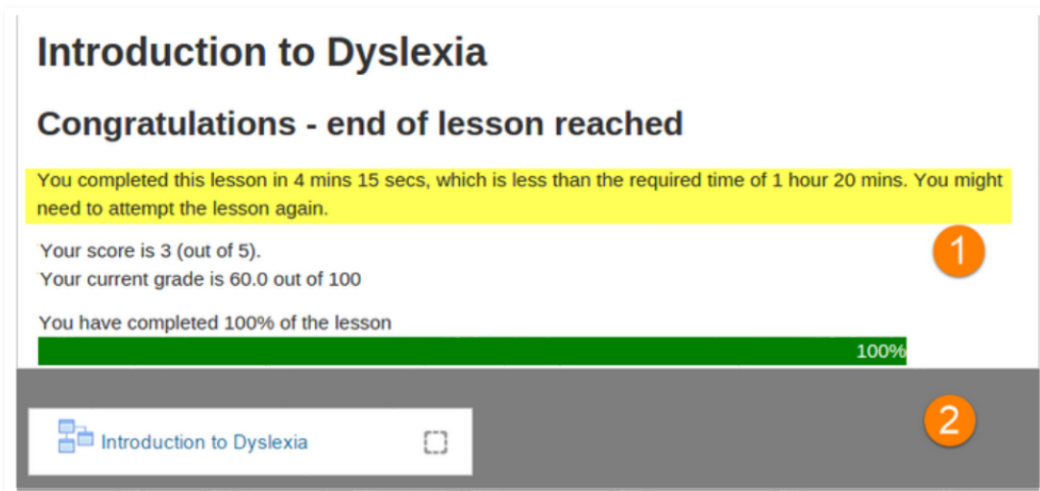 Introduction to Dyslexia
Congratulations - end of lesson reached
You completed this lesson in 4 mins 15 secs, which is less than the required time of 1 hour 20 mins. You might
need to attempt the lesson again.
Your score is 3 (out of 5).
1
Your current grade is 60.0 out of 100
You have completed 100% of the lesson
100%
2
Introduction to Dyslexia